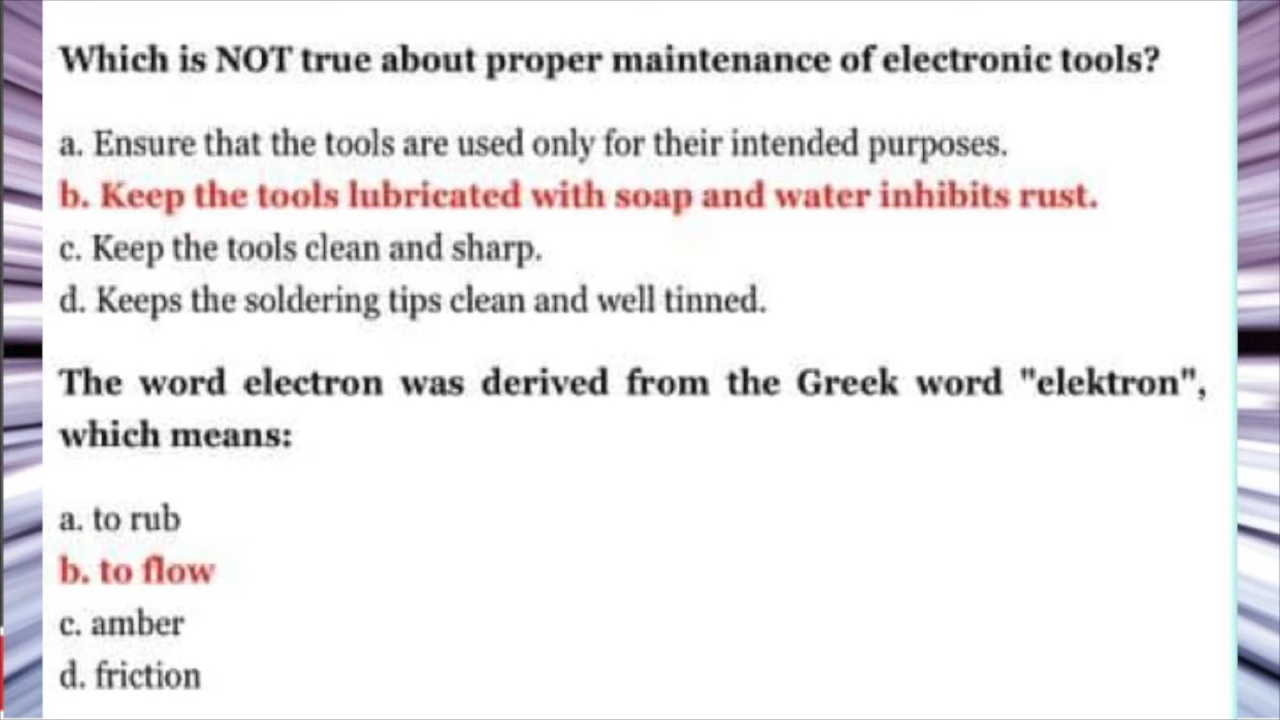 Which is NOT true about proper maintenance of electronic tools?
a. Ensure that the tools are used only for their intended purposes.
b. Keep the tools lubricated with soap and water inhibits rust.
c. Keep the tools clean and sharp.
d. Keeps the soldering tips clean and well tinned.
The word electron was derived from the Greek word "elektron",
which means:
a. to rub
b. to flow
c. amber
d. friction